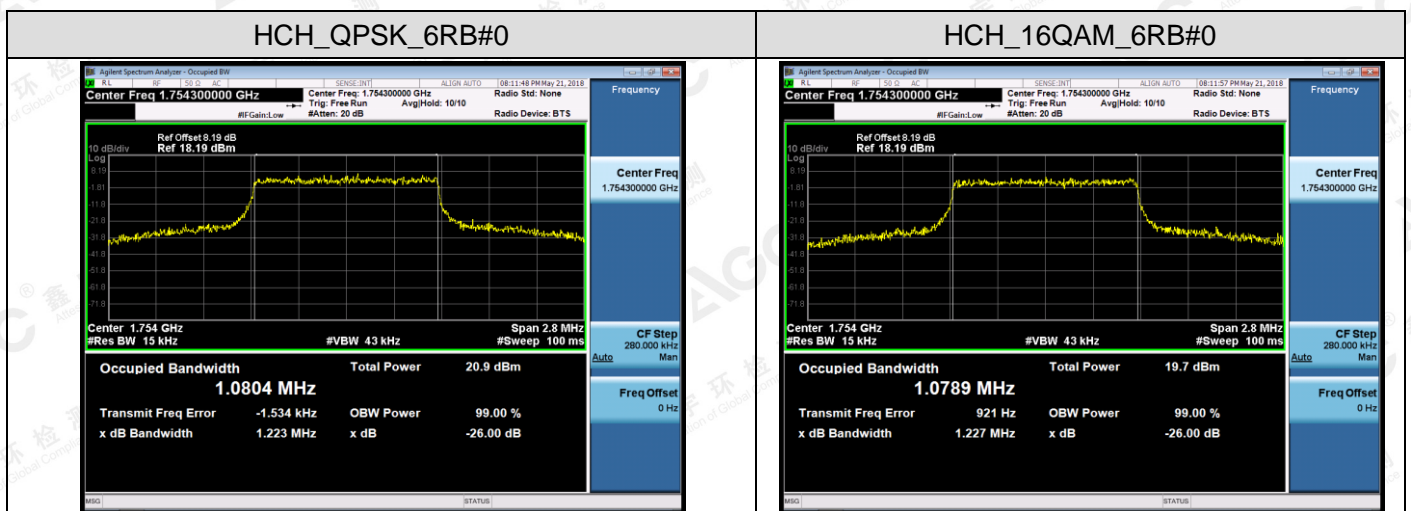 HCH_QPSK_6RB#0
Agilent Spectrum Analyzer - Occupied BW
RL RF 50 Ω AC SENSE:INT ALIGN AUTO 08:11:48 PM May 21, 2018
Center Freq 1.754300000 GHz
Center Freq: 1.754300000 GHz
Radio Std: None
Trig: Free Run Avg|Hold: 10/10
#IFGain:Low #Atten: 20 dB Radio Device: BTS
Ref Offset 8.19 dB
10 dB/div Ref 18.19 dBm
Log
8.19
-1.81
-11.8
-21.8
-31.8
-41.8
-51.8
-61.8
-71.8
Center 1.754 GHz Span 2.8 MHz
#Res BW 15 kHz #VBW 43 kHz #Sweep 100 ms
Occupied Bandwidth Total Power 20.9 dBm
1.0804 MHz
Transmit Freq Error -1.534 kHz OBW Power 99.00 %
x dB Bandwidth 1.223 MHz x dB -26.00 dB
MSG STATUS
Frequency
Center Freq
1.754300000 GHz
CF Step
280.000 kHz
Auto Man
Freq Offset
0 Hz
HCH_16QAM_6RB#0
Agilent Spectrum Analyzer - Occupied BW
RL RF 50 Ω AC SENSE:INT ALIGN AUTO 08:11:57 PM May 21, 2018
Center Freq 1.754300000 GHz
Center Freq: 1.754300000 GHz
Radio Std: None
Trig: Free Run Avg|Hold: 10/10
#IFGain:Low #Atten: 20 dB Radio Device: BTS
Ref Offset 8.19 dB
10 dB/div Ref 18.19 dBm
Log
8.19
-1.81
-11.8
-21.8
-31.8
-41.8
-51.8
-61.8
-71.8
Center 1.754 GHz Span 2.8 MHz
#Res BW 15 kHz #VBW 43 kHz #Sweep 100 ms
Occupied Bandwidth Total Power 19.7 dBm
1.0789 MHz
Transmit Freq Error 921 Hz OBW Power 99.00 %
x dB Bandwidth 1.227 MHz x dB -26.00 dB
MSG STATUS
Frequency
Center Freq
1.754300000 GHz
CF Step
280.000 kHz
Auto Man
Freq Offset
0 Hz